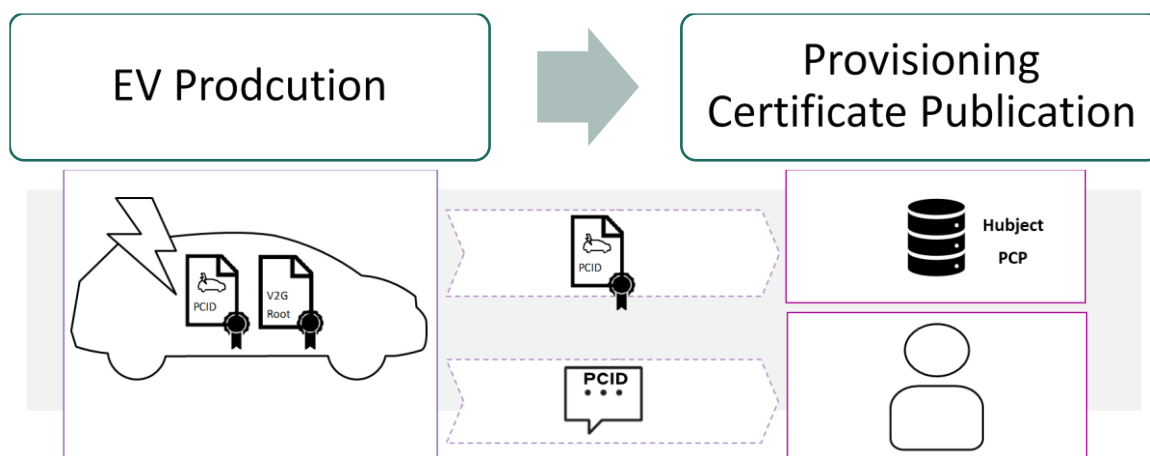 EV Prodcution
Provisioning
Certificate Publication
PCID
V2G
Root
PCID
Hubject
PCP
PCID